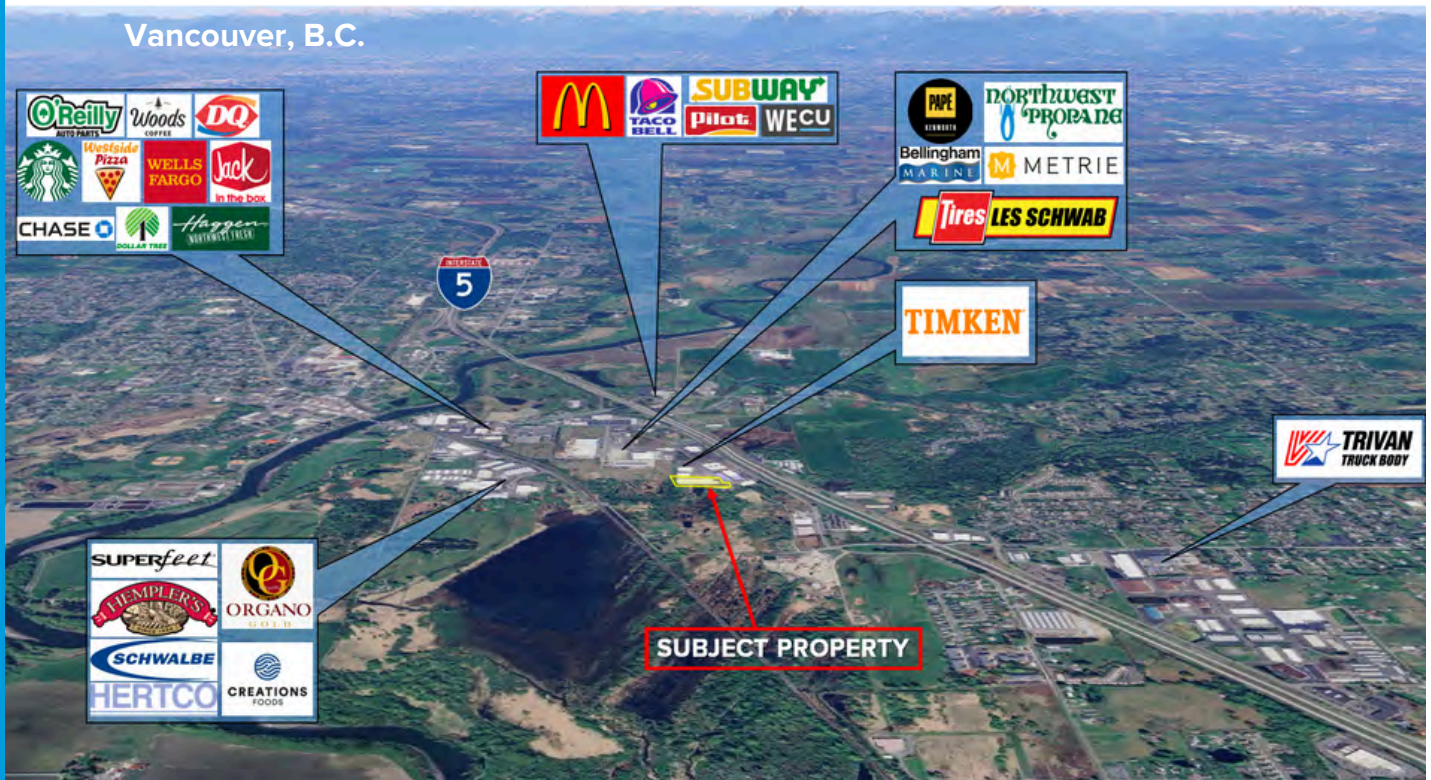 Vancouver, B.C.
O'Reilly
AUTO PARTS
Woods
COFFEE
DQ
Westside
Pizza
WELLS
FARGO
Jack
in the box
CHASE
DOLLAR TREE
Haggen
NORTHWEST FRESH
INTERSTATE
5
TACO
BELL
SUBWAY
Pilot
WECU
PAPÉ
KENWORTH
NORTHWEST
PROPANE
Bellingham
MARINE
M METRIE
Tires LES SCHWAB
TIMKEN
TRIVAN
TRUCK BODY
SUPERfeet
HEMPLER'S
SINCE 1934
OG
ORGANO
GOLD
SCHWALBE
HERTCO
CREATIONS
FOODS
SUBJECT PROPERTY